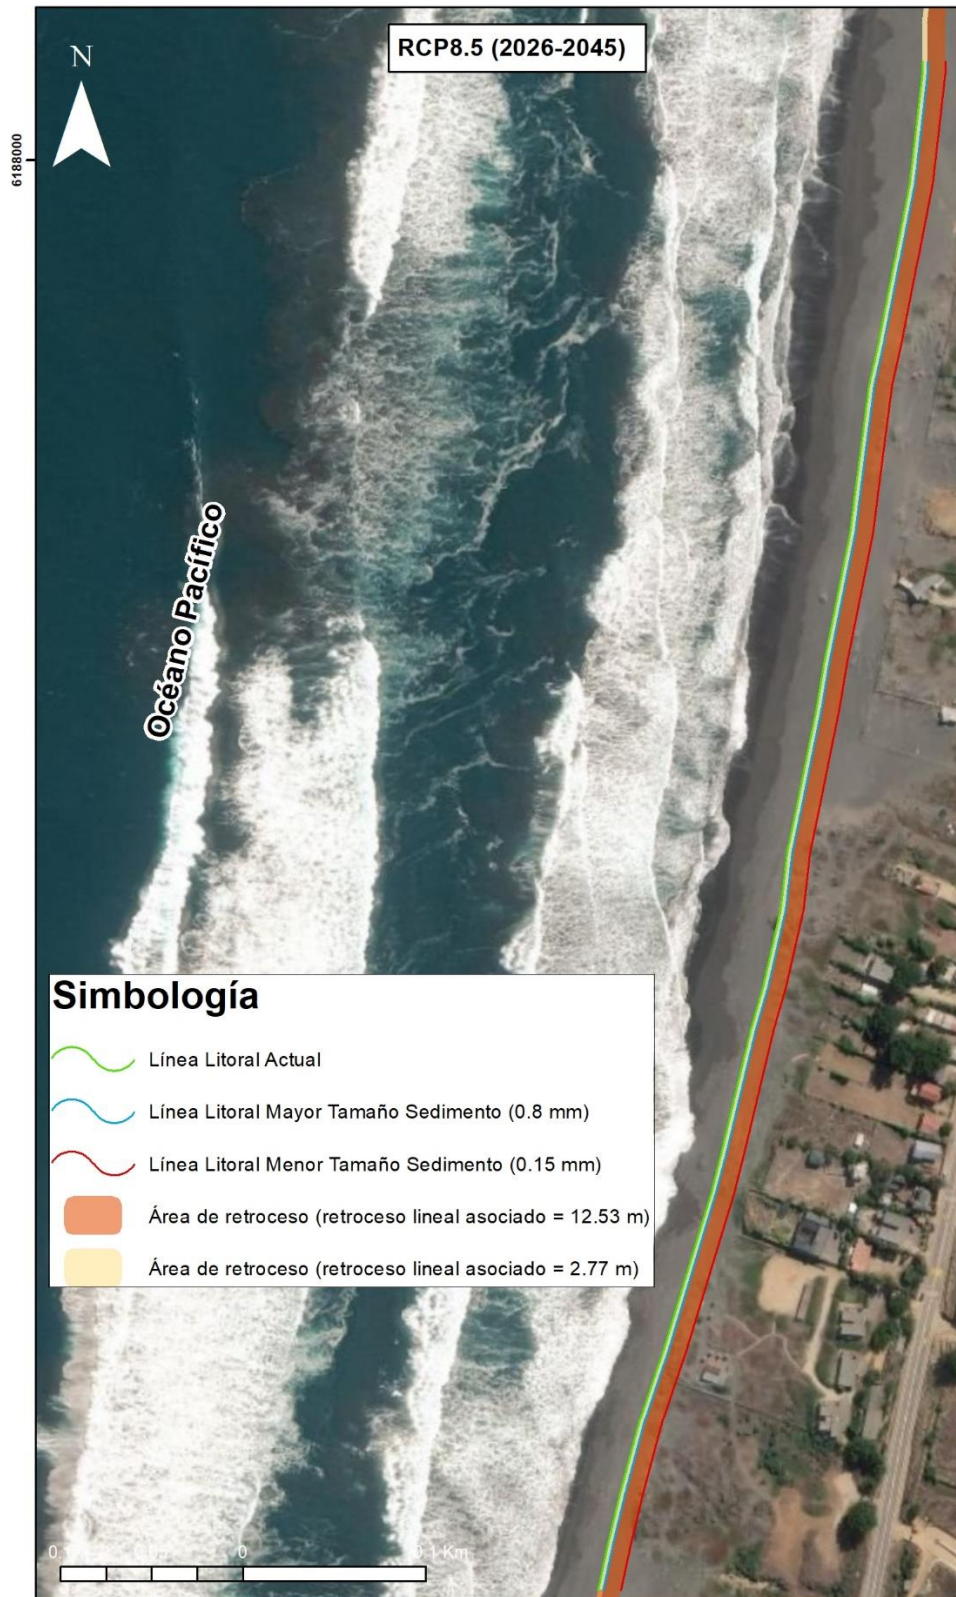 RCP8.5 (2026-2045)
N
6188000
Océano Pacífico
Simbología
Línea Litoral Actual
Línea Litoral Mayor Tamaño Sedimento (0.8 mm)
Línea Litoral Menor Tamaño Sedimento (0.15 mm)
Área de retroceso (retroceso lineal asociado = 12.53 m)
Área de retroceso (retroceso lineal asociado = 2.77 m)
0
0.1 Km